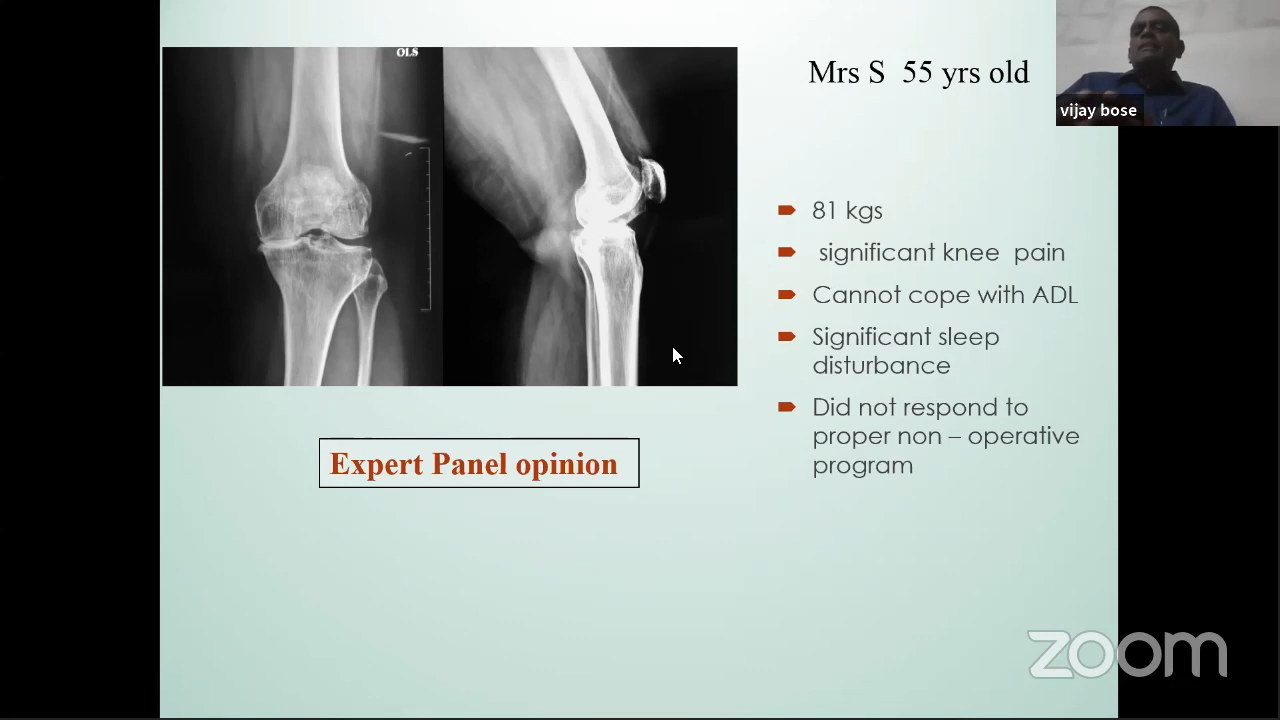 OLS
Mrs S 55 yrs old
vijay bose
81 kgs
significant knee pain
Cannot cope with ADL
Significant sleep
disturbance
Did not respond to
proper non – operative
program
Expert Panel opinion
zoom